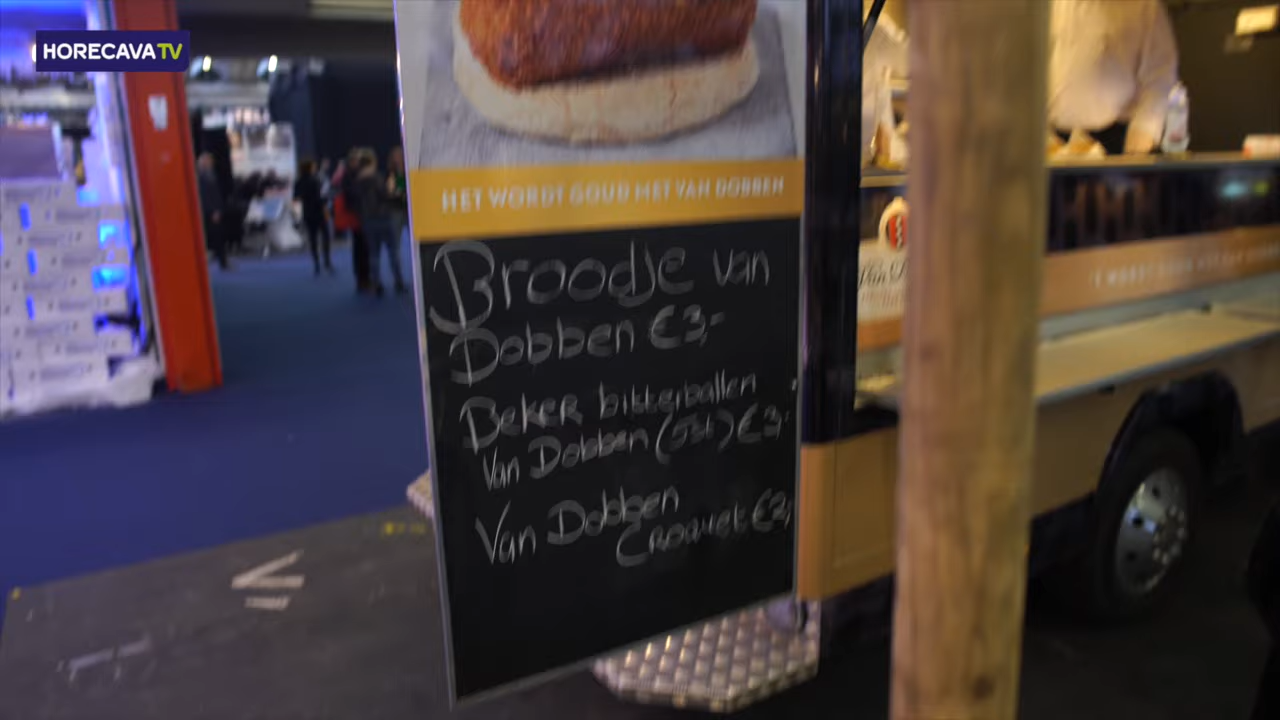 HORECAVATV
HET WORDT GOUD MET VAN DOBBEN
Broodje van
Dobben €3,-
Beker bitterballen
Van Dobben (5st) €3,-
Van Dobben
Croquet €2,-